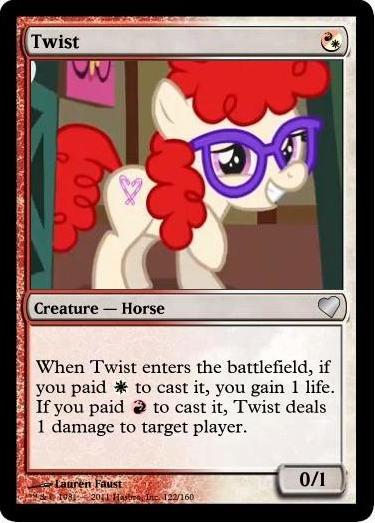 Twist
Creature — Horse
When Twist enters the battlefield, if
you paid to cast it, you gain 1 life.
If you paid to cast it, Twist deals
1 damage to target player.
0/1
Lauren Faust
™ & © 1981 — 2011 Hasbro, Inc. 122/160